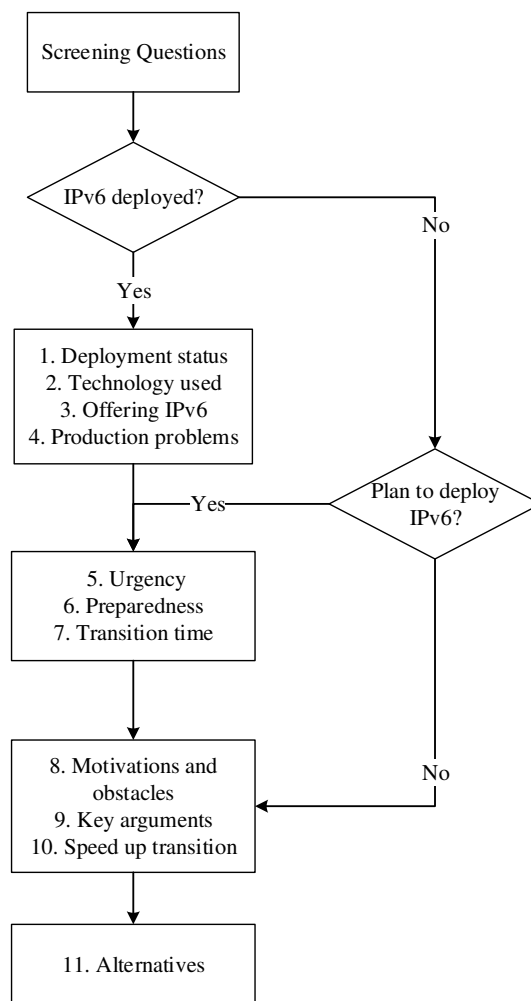 Screening Questions
IPv6 deployed?
No
Yes
1. Deployment status
2. Technology used
3. Offering IPv6
4. Production problems
Plan to deploy
IPv6?
Yes
5. Urgency
6. Preparedness
7. Transition time
8. Motivations and
obstacles
9. Key arguments
10. Speed up transition
No
11. Alternatives